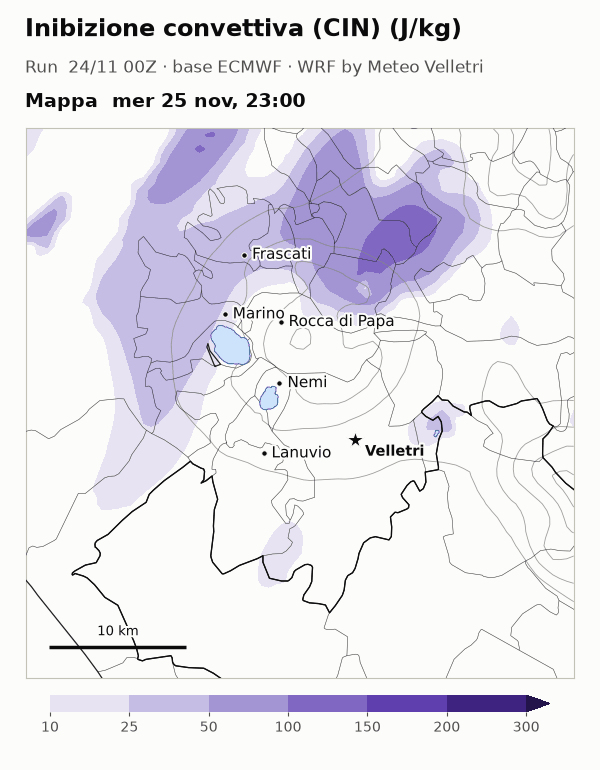 Inibizione convettiva (CIN) (J/kg)
Run  24/11 00Z · base ECMWF · WRF by Meteo Velletri
Mappa  mer 25 nov, 23:00
Frascati
Marino
Rocca di Papa
Nemi
Velletri
Lanuvio
10 km
10 25 50 100 150 200 300